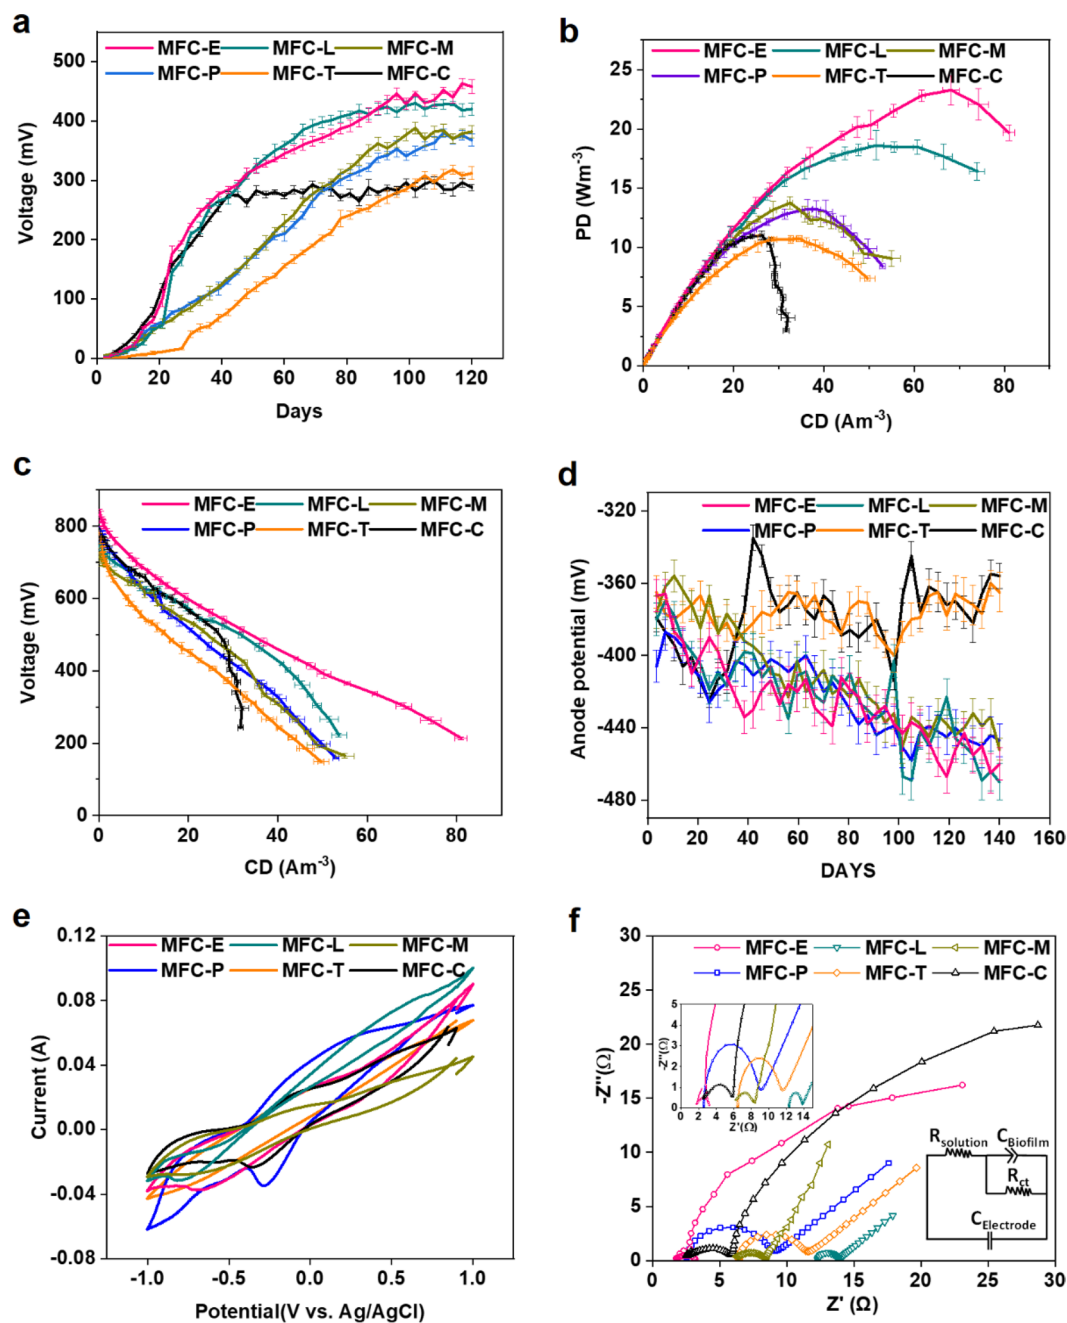 a
MFC-E MFC-L MFC-M
MFC-P MFC-T MFC-C
500
400
300
200
100
0
Voltage (mV)
0 20 40 60 80 100 120
Days
b
MFC-E MFC-L MFC-M
MFC-P MFC-T MFC-C
25
20
15
10
5
0
PD (Wm-3)
0 20 40 60 80
CD (Am-3)
c
MFC-E MFC-L MFC-M
MFC-P MFC-T MFC-C
800
600
400
200
0
Voltage (mV)
0 20 40 60 80
CD (Am-3)
d
MFC-E MFC-L MFC-M
MFC-P MFC-T MFC-C
-320
-360
-400
-440
-480
Anode potential (mV)
0 20 40 60 80 100 120 140 160
DAYS
e
MFC-E MFC-L MFC-M
MFC-P MFC-T MFC-C
0.12
0.08
0.04
0.00
-0.04
-0.08
Current (A)
-1.0 -0.5 0.0 0.5 1.0
Potential(V vs. Ag/AgCl)
f
MFC-E MFC-L MFC-M
MFC-P MFC-T MFC-C
-30
25
20
15
10
5
0
-Z"(Ω)
0 5 10 15 20 25 30
Z' (Ω)
5
4
3
2
1
0
-Z"(Ω)
0 2 4 6 8 10 12 14
Z'(Ω)
Rsolution CBiofilm
Rct
CElectrode